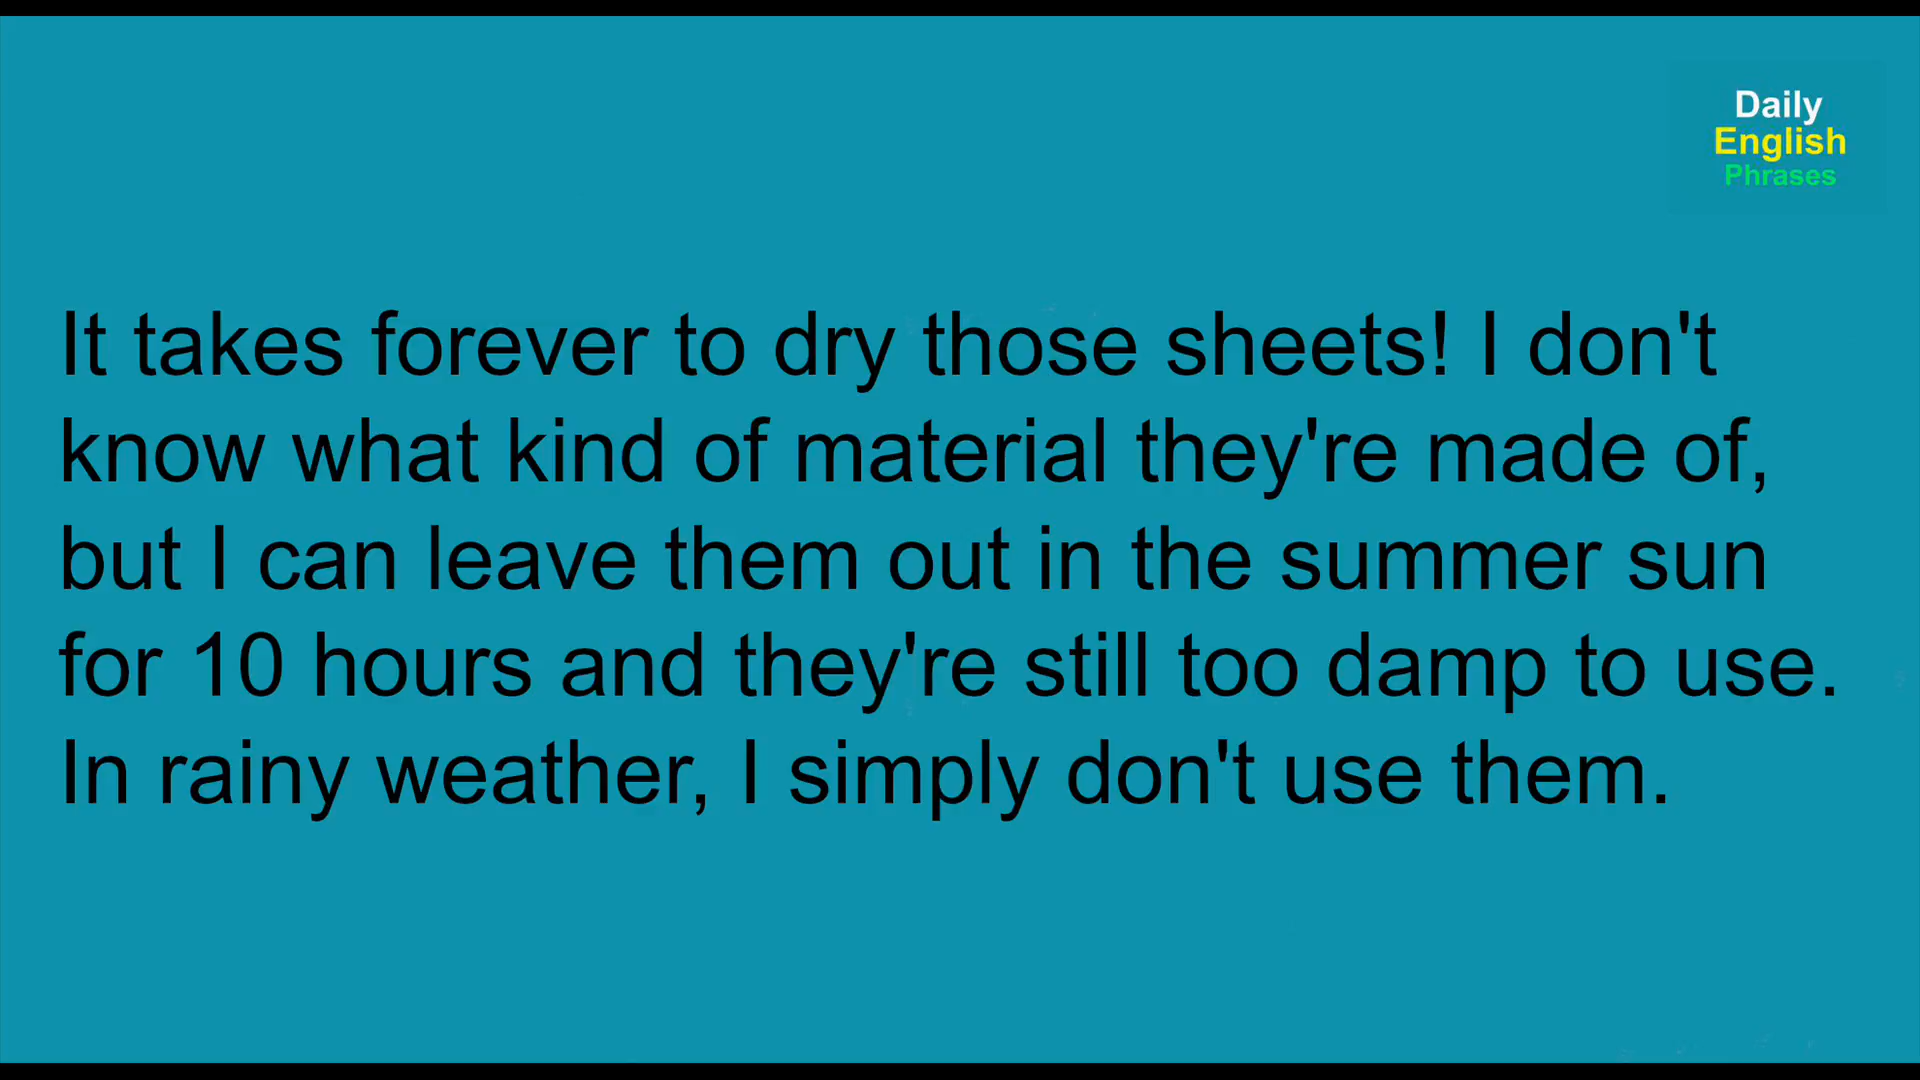 Daily
English
Phrases
It takes forever to dry those sheets! I don't
know what kind of material they're made of,
but I can leave them out in the summer sun
for 10 hours and they're still too damp to use.
In rainy weather, I simply don't use them.